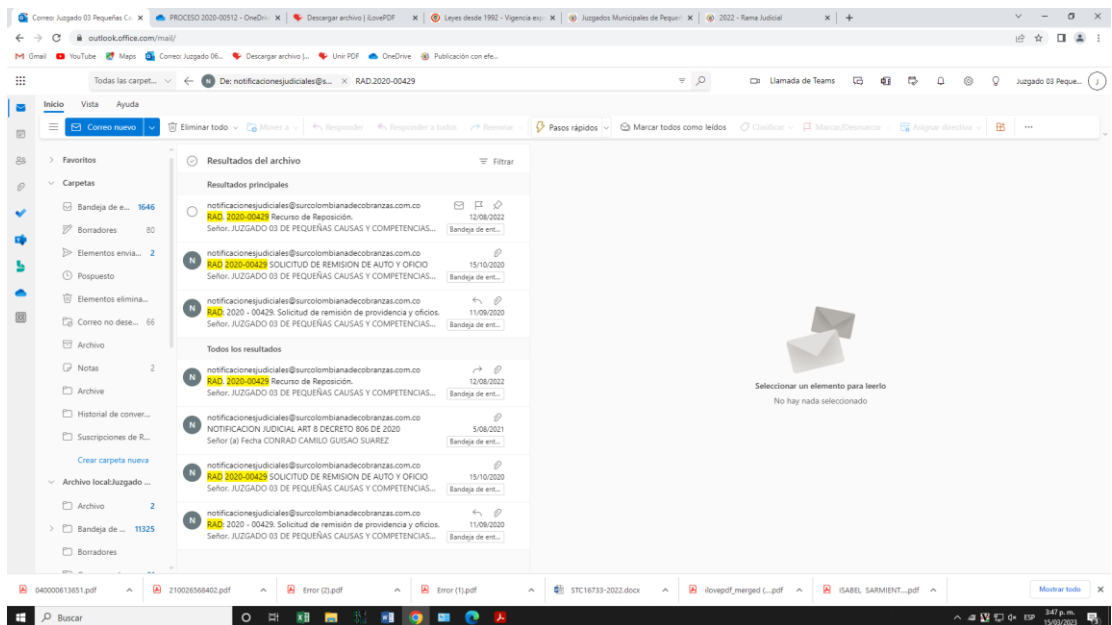 Correo: Juzgado 03 Pequeñas Ca
PROCESO 2020-00512 - OneDriv
Descargar archivo | iLovePDF
Leyes desde 1992 - Vigencia exp
Juzgados Municipales de Pequeñ
2022 - Rama Judicial
outlook.office.com/mail/
Gmail YouTube Maps Correo: Juzgado 06... Descargar archivo |... Unir PDF OneDrive Publicación con efe...
Todas las carpet... De: notificacionesjudiciales@s... RAD.2020-00429 Llamada de Teams Juzgado 03 Peque... J
Inicio Vista Ayuda
Correo nuevo Eliminar todo Mover a Responder Responder a todos Reenviar Pasos rápidos Marcar todos como leídos Clasificar Marcar/Desmarcar Asignar directiva ...
Favoritos
Carpetas
Bandeja de e... 1646
Borradores 80
Elementos envia... 2
Pospuesto
Elementos elimina...
Correo no dese... 66
Archivo
Notas 2
Archive
Historial de conver...
Suscripciones de R...
Crear carpeta nueva
Archivo local:Juzgado ...
Archivo 2
Bandeja de ... 11325
Borradores
Resultados del archivo Filtrar
Resultados principales
notificacionesjudiciales@surcolombianadecobranzas.com.co
RAD. 2020-00429 Recurso de Reposición. 12/08/2022
Señor. JUZGADO 03 DE PEQUEÑAS CAUSAS Y COMPETENCIAS... Bandeja de ent...
N notificacionesjudiciales@surcolombianadecobranzas.com.co
RAD 2020-00429 SOLICITUD DE REMISION DE AUTO Y OFICIO 15/10/2020
Señor. JUZGADO 03 DE PEQUEÑAS CAUSAS Y COMPETENCIAS... Bandeja de ent...
N notificacionesjudiciales@surcolombianadecobranzas.com.co
RAD: 2020 - 00429. Solicitud de remisión de providencia y oficios. 11/09/2020
Señor. JUZGADO 03 DE PEQUEÑAS CAUSAS Y COMPETENCIAS... Bandeja de ent...
Todos los resultados
N notificacionesjudiciales@surcolombianadecobranzas.com.co
RAD. 2020-00429 Recurso de Reposición. 12/08/2022
Señor. JUZGADO 03 DE PEQUEÑAS CAUSAS Y COMPETENCIAS... Bandeja de ent...
N notificacionesjudiciales@surcolombianadecobranzas.com.co
NOTIFICACION JUDICIAL ART 8 DECRETO 806 DE 2020 5/08/2021
Señor (a) Fecha CONRAD CAMILO GUISAO SUAREZ Bandeja de ent...
N notificacionesjudiciales@surcolombianadecobranzas.com.co
RAD 2020-00429 SOLICITUD DE REMISION DE AUTO Y OFICIO 15/10/2020
Señor. JUZGADO 03 DE PEQUEÑAS CAUSAS Y COMPETENCIAS... Bandeja de ent...
N notificacionesjudiciales@surcolombianadecobranzas.com.co
RAD: 2020 - 00429. Solicitud de remisión de providencia y oficios. 11/09/2020
Señor. JUZGADO 03 DE PEQUEÑAS CAUSAS Y COMPETENCIAS... Bandeja de ent...
Seleccionar un elemento para leerlo
No hay nada seleccionado
040000613651.pdf 210026568402.pdf Error (2).pdf Error (1).pdf STC16733-2022.docx ilovepdf_merged (....pdf ISABEL SARMIENT....pdf Mostrar todo
Buscar ESP 3:47 p. m.
15/03/2023